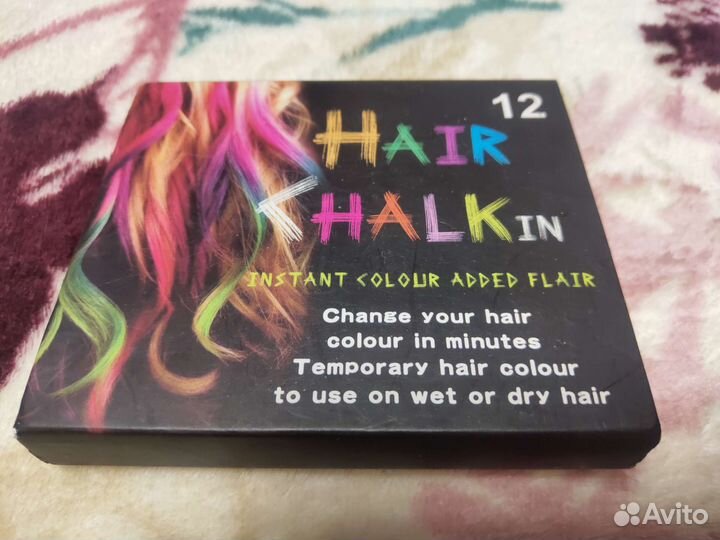 12
HAIR
CHALKIN
INSTANT COLOUR ADDED FLAIR
Change your hair
colour in minutes
Temporary hair colour
to use on wet or dry hair
Avito